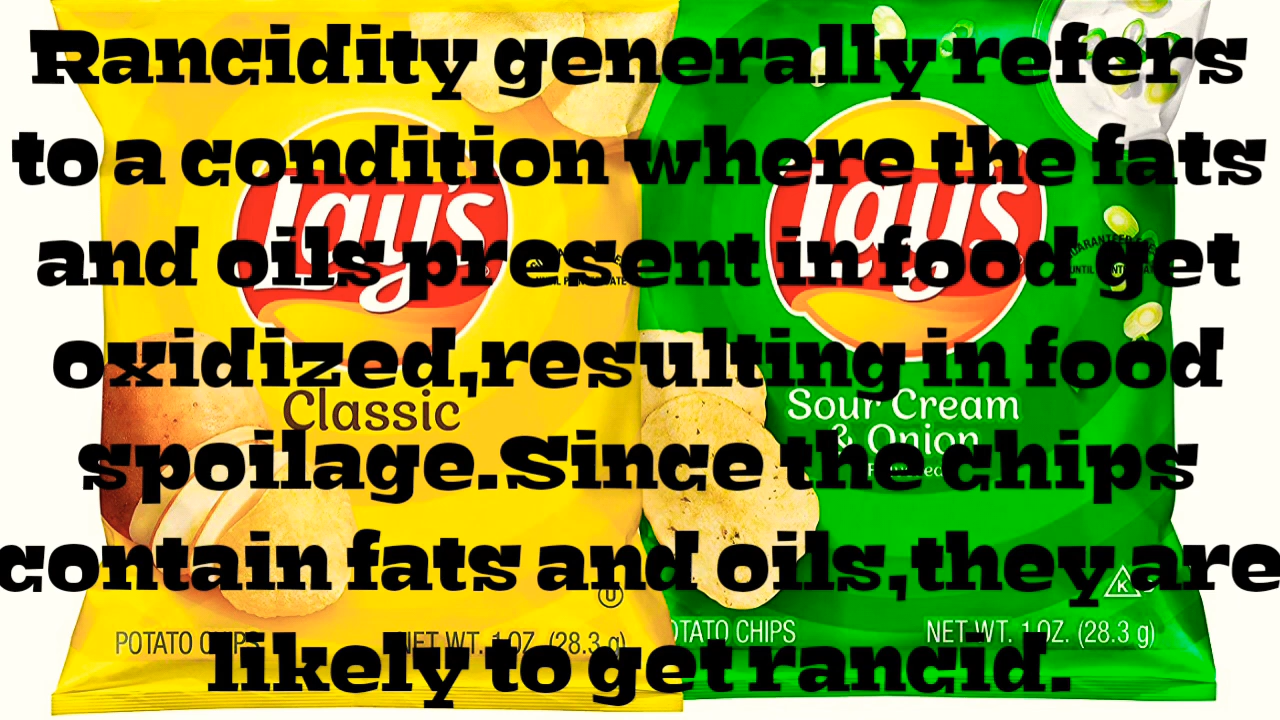 Rancidity generally refers
to a condition where the fats
and oils present in food get
oxidized,resulting in food
spoilage.Since the chips
contain fats and oils,they are
likely to get rancid.
Lay's
Classic
POTATO CHIPS
NET WT. 1 OZ. (28.3 g)
Lay's
Sour Cream
& Onion
POTATO CHIPS
NET WT. 1 OZ. (28.3 g)